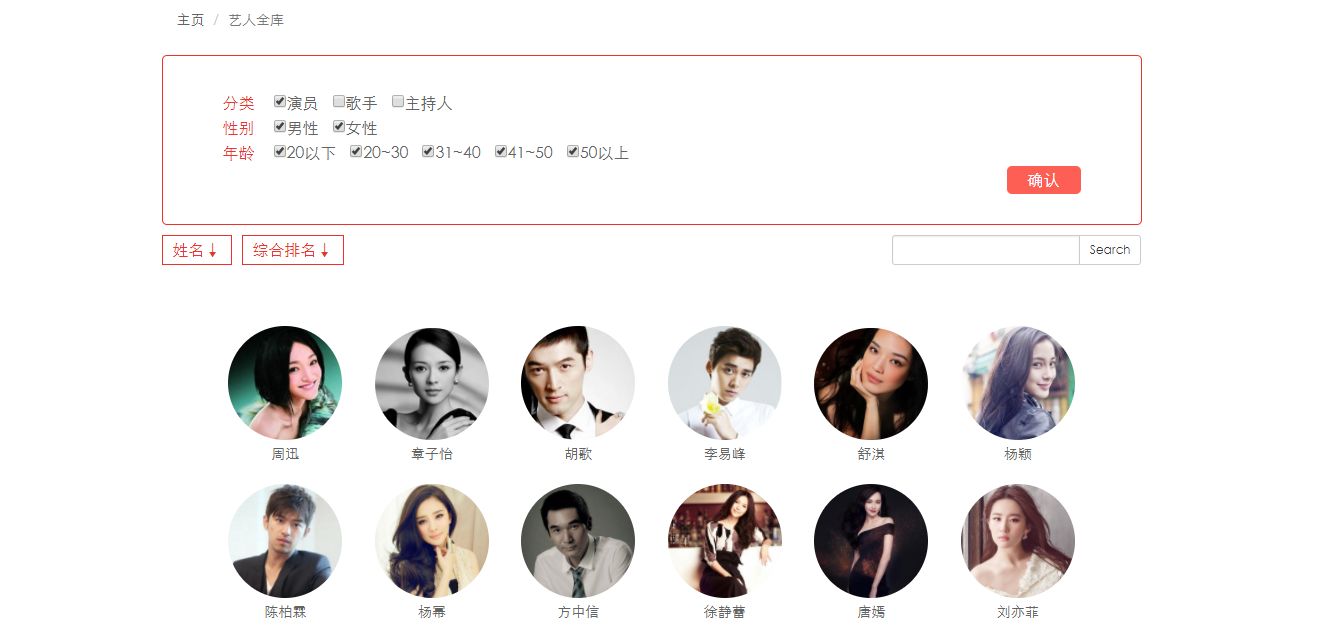 主页 / 艺人全库
分类 演员 歌手 主持人
性别 男性 女性
年龄 20以下 20~30 31~40 41~50 50以上
确认
姓名↓ 综合排名↓ Search
周迅 章子怡 胡歌 李易峰 舒淇 杨颖
陈柏霖 杨幂 方中信 徐静蕾 唐嫣 刘亦菲